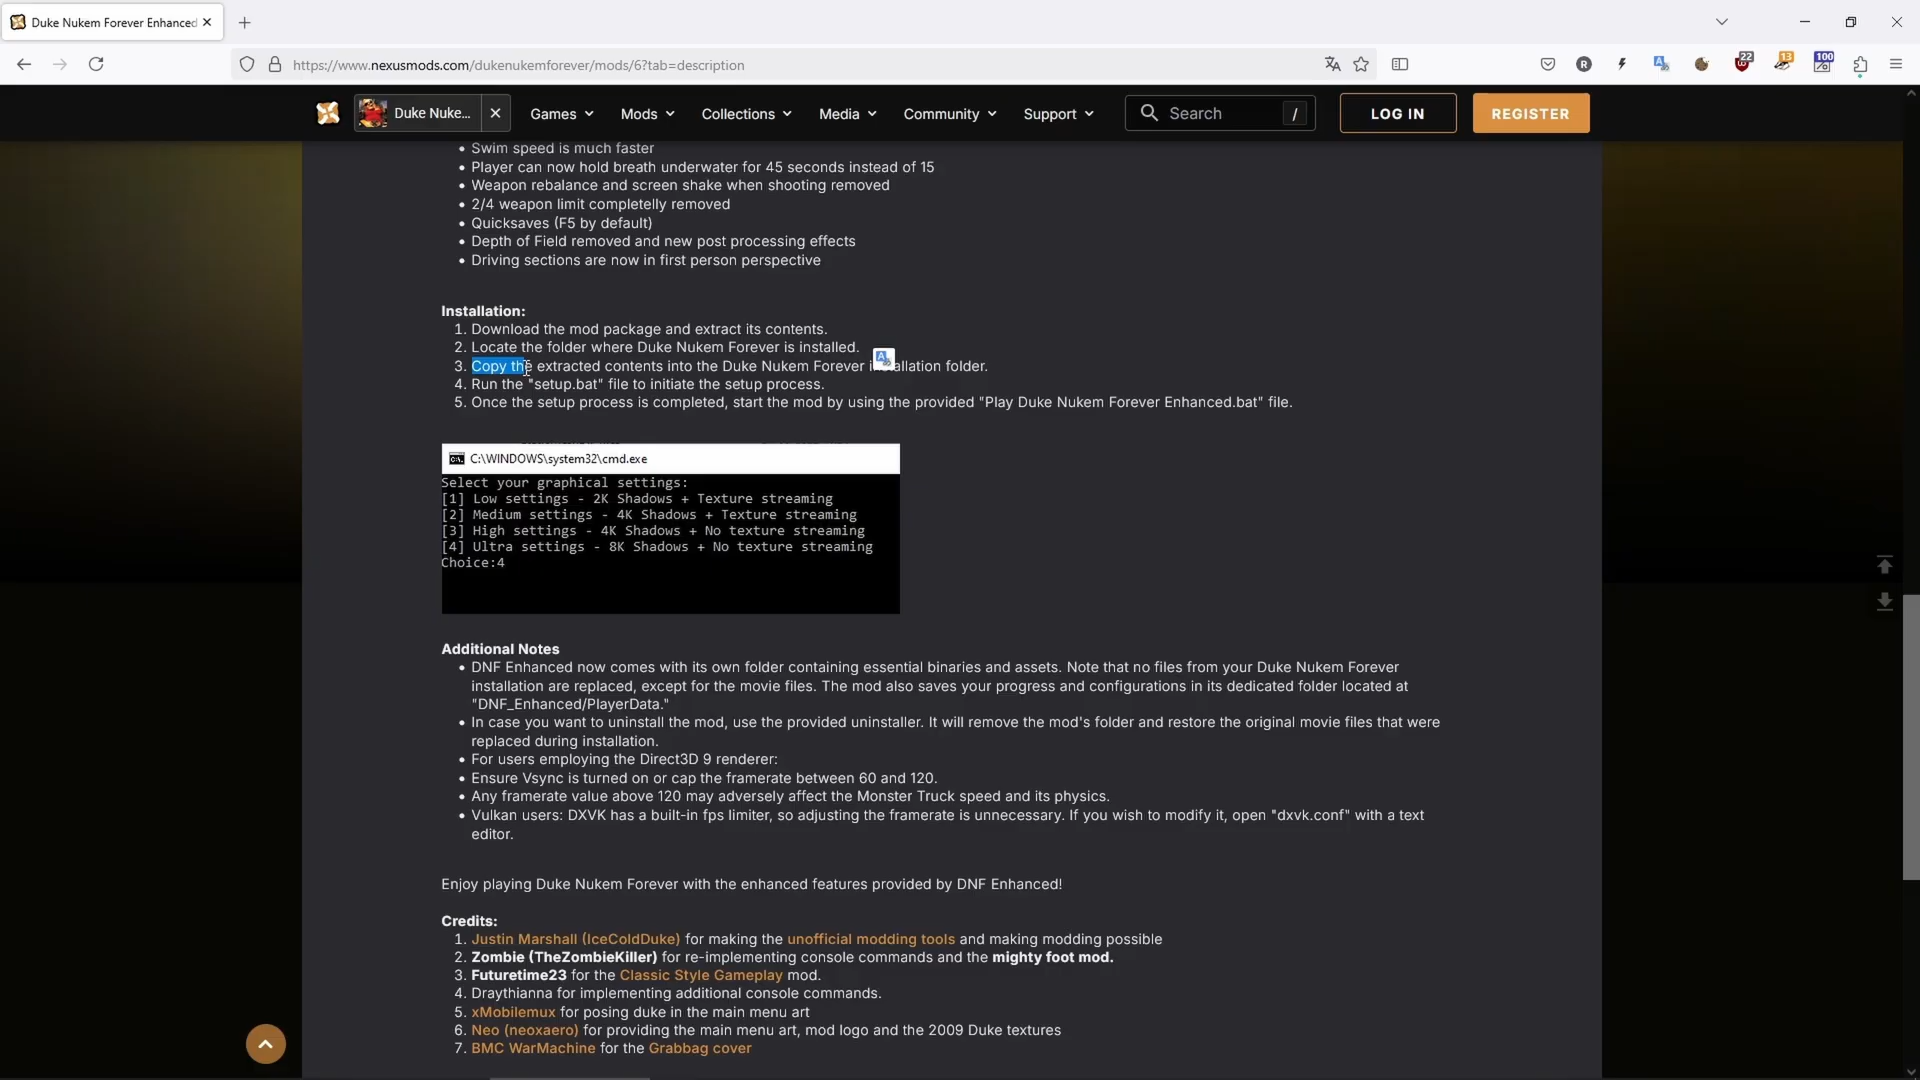 Duke Nukem Forever Enhanced
https://www.nexusmods.com/dukenukemforever/mods/6?tab=description
R
22
13
100
Duke Nuke...
Games
Mods
Collections
Media
Community
Support
Search
/
LOG IN
REGISTER
• Swim speed is much faster
• Player can now hold breath underwater for 45 seconds instead of 15
• Weapon rebalance and screen shake when shooting removed
• 2/4 weapon limit completelly removed
• Quicksaves (F5 by default)
• Depth of Field removed and new post processing effects
• Driving sections are now in first person perspective
Installation:
1. Download the mod package and extract its contents.
2. Locate the folder where Duke Nukem Forever is installed.
3. Copy the extracted contents into the Duke Nukem Forever installation folder.
4. Run the "setup.bat" file to initiate the setup process.
5. Once the setup process is completed, start the mod by using the provided "Play Duke Nukem Forever Enhanced.bat" file.
C:\WINDOWS\system32\cmd.exe
Select your graphical settings:
[1] Low settings - 2K Shadows + Texture streaming
[2] Medium settings - 4K Shadows + Texture streaming
[3] High settings - 4K Shadows + No texture streaming
[4] Ultra settings - 8K Shadows + No texture streaming
Choice:4
Additional Notes
• DNF Enhanced now comes with its own folder containing essential binaries and assets. Note that no files from your Duke Nukem Forever
installation are replaced, except for the movie files. The mod also saves your progress and configurations in its dedicated folder located at
"DNF_Enhanced/PlayerData."
• In case you want to uninstall the mod, use the provided uninstaller. It will remove the mod's folder and restore the original movie files that were
replaced during installation.
• For users employing the Direct3D 9 renderer:
• Ensure Vsync is turned on or cap the framerate between 60 and 120.
• Any framerate value above 120 may adversely affect the Monster Truck speed and its physics.
• Vulkan users: DXVK has a built-in fps limiter, so adjusting the framerate is unnecessary. If you wish to modify it, open "dxvk.conf" with a text
editor.
Enjoy playing Duke Nukem Forever with the enhanced features provided by DNF Enhanced!
Credits:
1. Justin Marshall (IceColdDuke) for making the unofficial modding tools and making modding possible
2. Zombie (TheZombieKiller) for re-implementing console commands and the mighty foot mod.
3. Futuretime23 for the Classic Style Gameplay mod.
4. Draythianna for implementing additional console commands.
5. xMobilemux for posing duke in the main menu art
6. Neo (neoxaero) for providing the main menu art, mod logo and the 2009 Duke textures
7. BMC WarMachine for the Grabbag cover